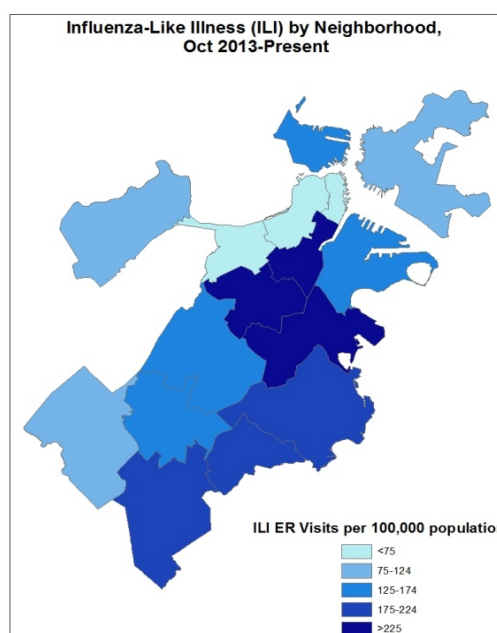 Influenza-Like Illness (ILI) by Neighborhood,
Oct 2013-Present
ILI ER Visits per 100,000 population
<75
75-124
125-174
175-224
>225